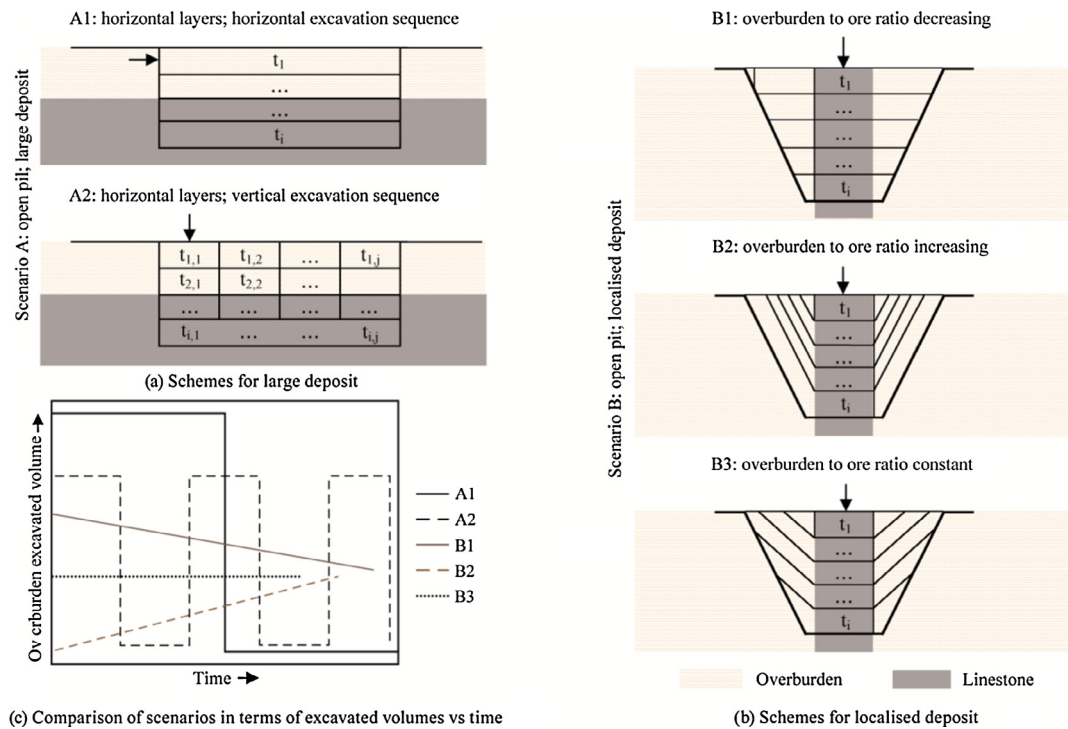 A1: horizontal layers; horizontal excavation sequence
Scenario A: open pil; large deposit
t1
...
...
ti
A2: horizontal layers; vertical excavation sequence
t1,1 t1,2 ... t1,j
t2,1 t2,2 ...
... ... ... ...
ti,1 ... ... ti,j
(a) Schemes for large deposit
Ov crburden excavated volume
Time
A1
A2
B1
B2
B3
(c) Comparison of scenarios in terms of excavated volumes vs time
B1: overburden to ore ratio decreasing
Scenario B: open pit; localised deposit
t1
...
...
...
ti
B2: overburden to ore ratio increasing
t1
...
...
...
ti
B3: overburden to ore ratio constant
t1
...
...
...
ti
Overburden
Linestone
(b) Schemes for localised deposit